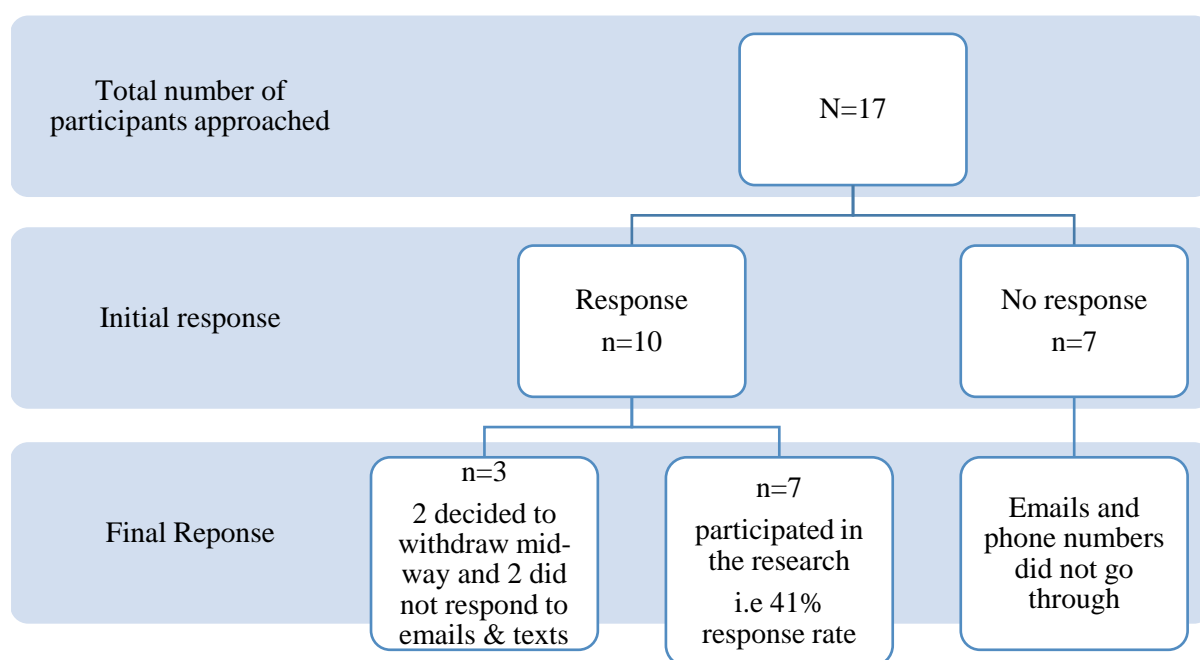 Total number of
participants approached
N=17
Initial response
Response
n=10
No response
n=7
Final Reponse
n=3
2 decided to
withdraw mid-
way and 2 did
not respond to
emails & texts
n=7
participated in
the research
i.e 41%
response rate
Emails and
phone numbers
did not go
through